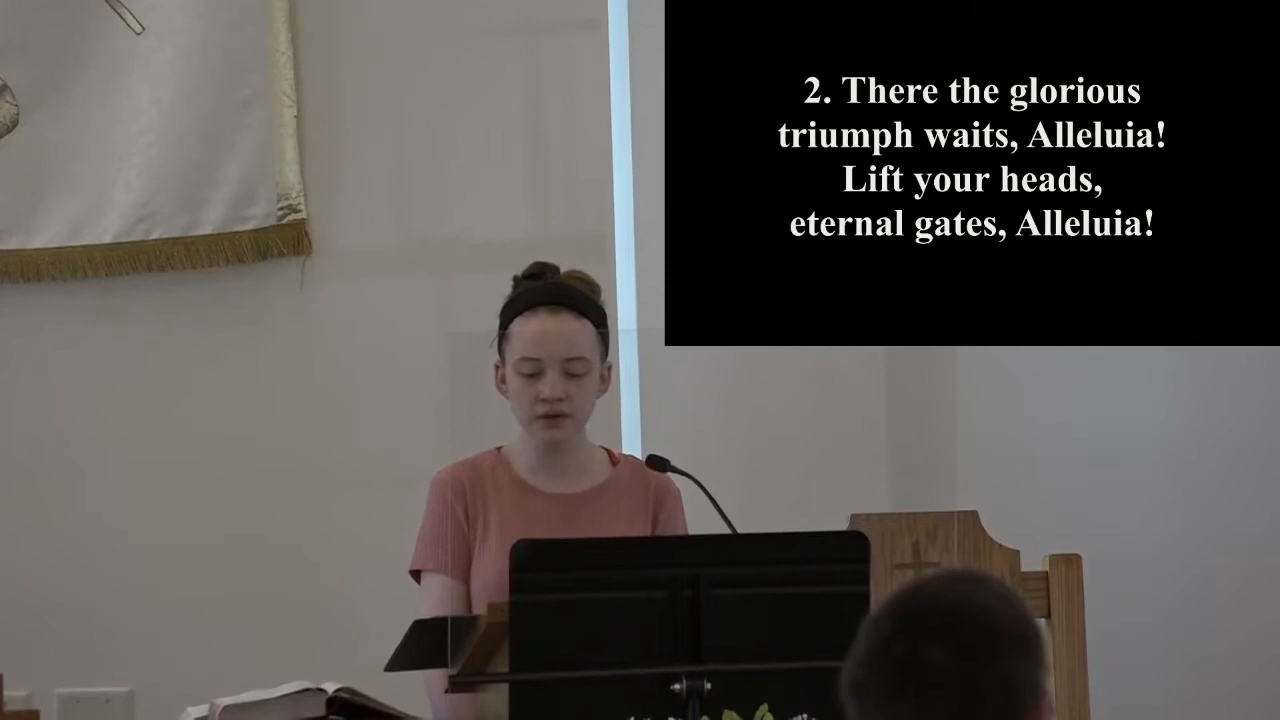 2. There the glorious
triumph waits, Alleluia!
Lift your heads,
eternal gates, Alleluia!